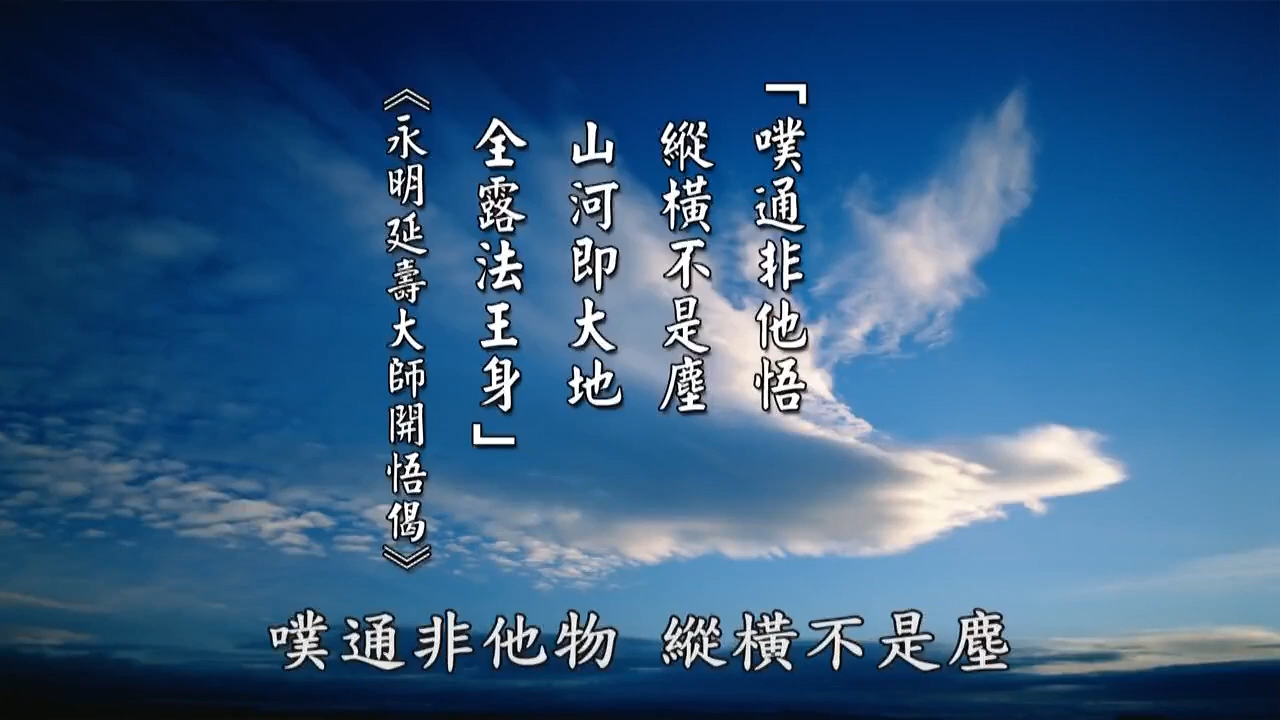 「噗通非他悟
縱橫不是塵
山河即大地
全露法王身」
《永明延壽大師開悟偈》
噗通非他物 縱橫不是塵